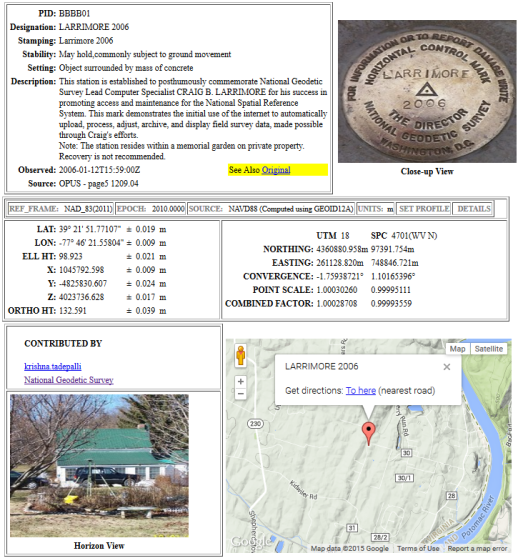 PID: BBBB01
Designation: LARRIMORE 2006
Stamping: Larrimore 2006
Stability: May hold,commonly subject to ground movement
Setting: Object surrounded by mass of concrete
Description: This station is established to posthumously commemorate National Geodetic
Survey Lead Computer Specialist CRAIG B. LARRIMORE for his success in
promoting access and maintenance for the National Spatial Reference
System. This mark demonstrates the initial use of the internet to automatically
upload, process, adjust, archive, and display field survey data, made possible
through Craig's efforts.
Note: The station resides within a memorial garden on private property.
Recovery is not recommended.
Observed: 2006-01-12T15:59:00Z See Also Original
Source: OPUS - page5 1209.04
FOR INFORMATION OR TO REPORT DAMAGE WRITE
HORIZONTAL CONTROL MARK
LARRIMORE
2006
THE DIRECTOR
NATIONAL GEODETIC SURVEY
WASHINGTON, D.C.
Close-up View
REF_FRAME: NAD_83(2011) EPOCH: 2010.0000 SOURCE: NAVD88 (Computed using GEOID12A) UNITS: m SET PROFILE DETAILS
LAT: 39° 21' 51.77107" ± 0.019 m
LON: -77° 46' 21.55804" ± 0.009 m
ELL HT: 98.923 ± 0.021 m
X: 1045792.598 ± 0.009 m
Y: -4825830.607 ± 0.024 m
Z: 4023736.628 ± 0.017 m
ORTHO HT: 132.591 ± 0.039 m
UTM 18 SPC 4701(WV N)
NORTHING: 4360880.958m 97391.754m
EASTING: 261128.820m 748846.721m
CONVERGENCE: -1.75938721° 1.10165396°
POINT SCALE: 1.00030260 0.99995111
COMBINED FACTOR: 1.00028708 0.99993559
CONTRIBUTED BY
krishna.tadepalli
National Geodetic Survey
Horizon View
Map Satellite
LARRIMORE 2006 ×
Get directions: To here (nearest road)
+
−
230
Run Rd
30
30/1
Kidwiler Rd
28
31
28/2
Potomac River
Google
Map data ©2015 Google Terms of Use Report a map error